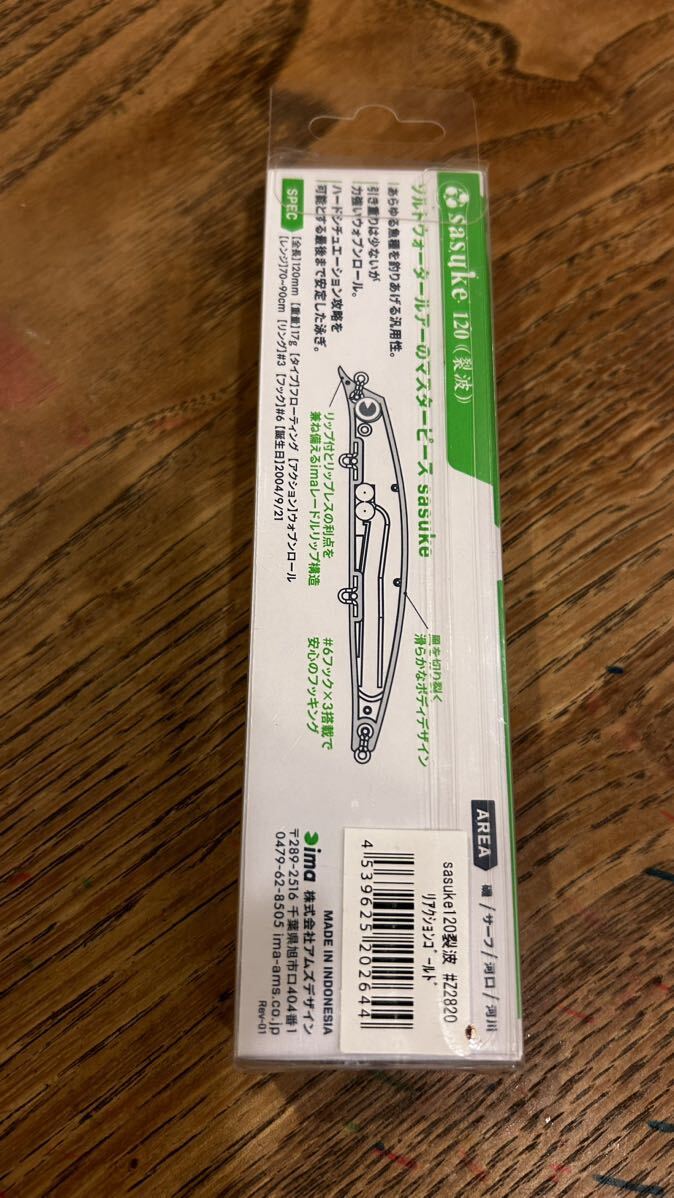 sasuke 120 (裂波)
ソルトウォータールアーのマスターピース sasuke
あらゆる魚種を釣りあげる汎用性。
引き重りは少ないが
力強いウォブンロール。
ハードシチュエーション攻略を
可能とする最後まで安定した泳ぎ。
SPEC
【全長】120mm 【重量】17g 【タイプ】フローティング 【アクション】ウォブンロール
【レンジ】70~90cm 【リング】#3 【フック】#6 【誕生日】2004/9/21
リップ付とリップレスの利点を
兼ね備えるimaレードルリップ構造
を切り裂く
滑らかなボディデザイン
#6フック×3搭載で
安心のフッキング
AREA
磯 / サーフ / 河口 / 河川
sasuke120裂波 #Z2820
リアクションゴールド
4 539625 202644
MADE IN INDONESIA
ima 株式会社アムズデザイン
〒289-2516 千葉県旭市ロ404番1
0479-62-8505 ima-ams.co.jp
Rev-01